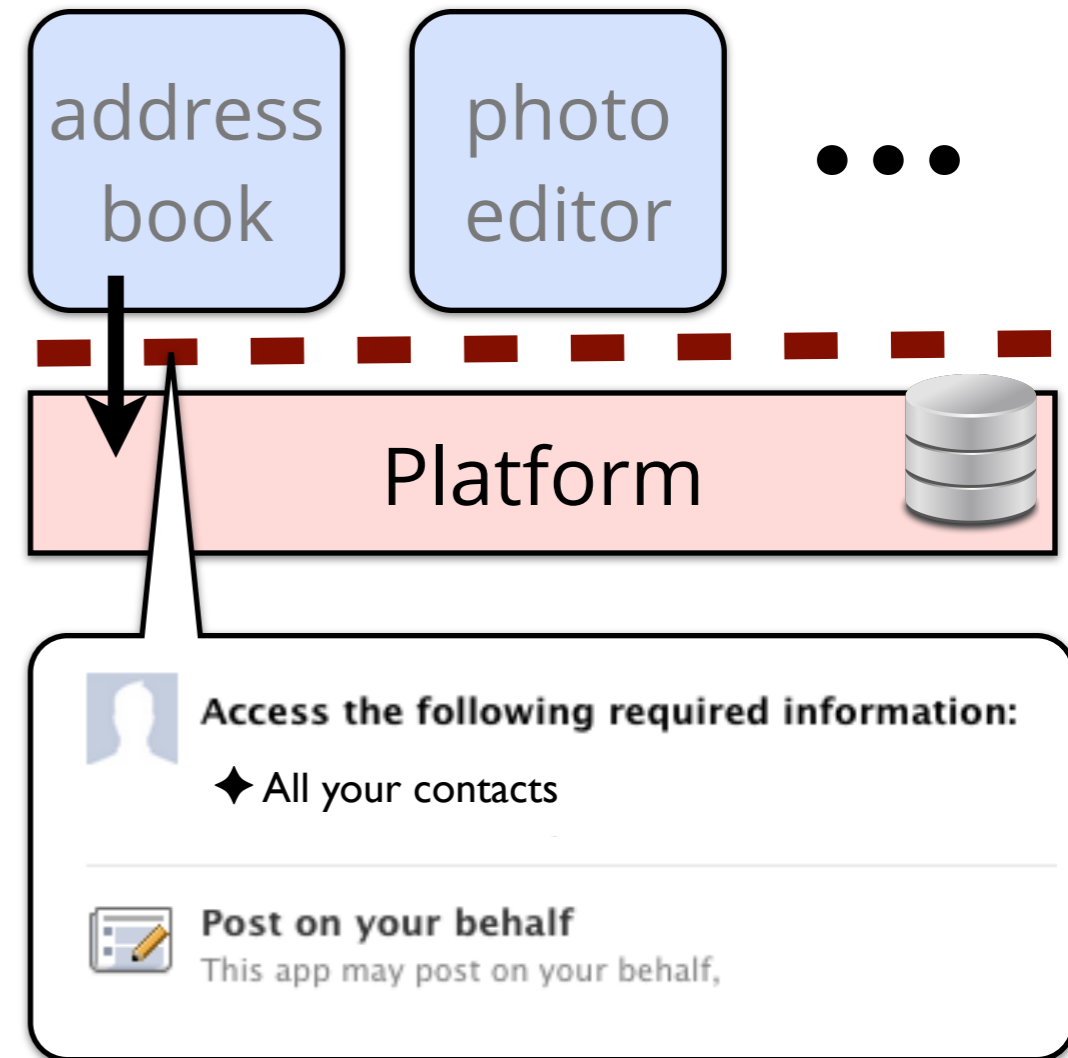 address
book
photo
editor
Platform
Access the following required information:
✦ All your contacts
Post on your behalf
This app may post on your behalf,